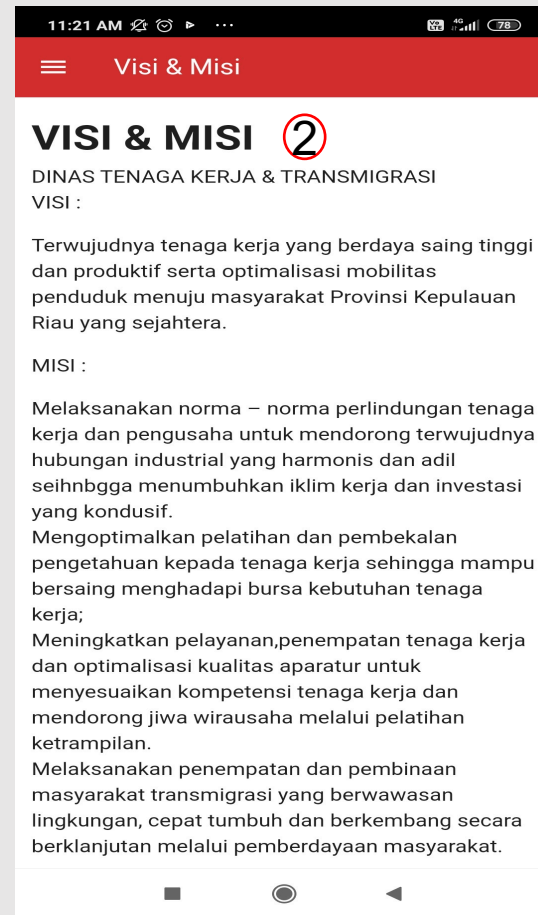 11:21 AM ...
Vo LTE 4G 78
Visi & Misi
VISI & MISI 2
DINAS TENAGA KERJA & TRANSMIGRASI
VISI :
Terwujudnya tenaga kerja yang berdaya saing tinggi
dan produktif serta optimalisasi mobilitas
penduduk menuju masyarakat Provinsi Kepulauan
Riau yang sejahtera.
MISI :
Melaksanakan norma – norma perlindungan tenaga
kerja dan pengusaha untuk mendorong terwujudnya
hubungan industrial yang harmonis dan adil
seihnbgga menumbuhkan iklim kerja dan investasi
yang kondusif.
Mengoptimalkan pelatihan dan pembekalan
pengetahuan kepada tenaga kerja sehingga mampu
bersaing menghadapi bursa kebutuhan tenaga
kerja;
Meningkatkan pelayanan,penempatan tenaga kerja
dan optimalisasi kualitas aparatur untuk
menyesuaikan kompetensi tenaga kerja dan
mendorong jiwa wirausaha melalui pelatihan
ketrampilan.
Melaksanakan penempatan dan pembinaan
masyarakat transmigrasi yang berwawasan
lingkungan, cepat tumbuh dan berkembang secara
berklanjutan melalui pemberdayaan masyarakat.